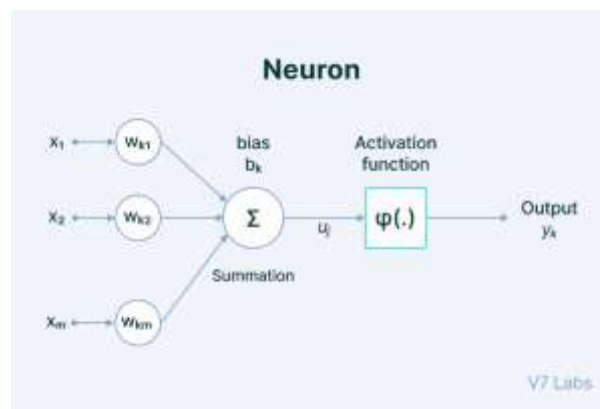 Neuron
bias
bₖ
Activation
function
x₁
wₖ₁
x₂
wₖ₂
Σ
uⱼ
φ(.)
Output
yₖ
Summation
xₘ
wₖₘ
V7 Labs